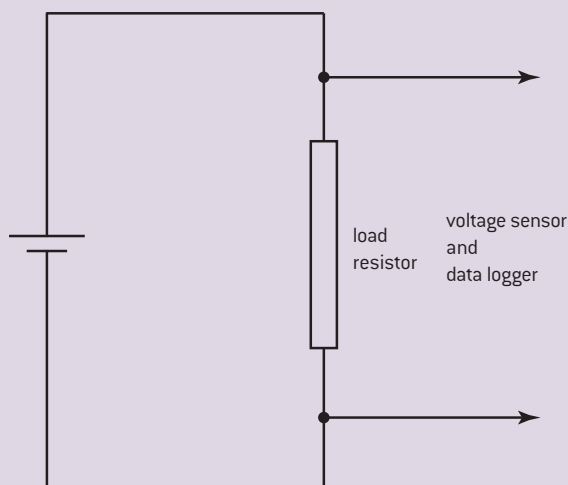 load
resistor
voltage sensor
and
data logger